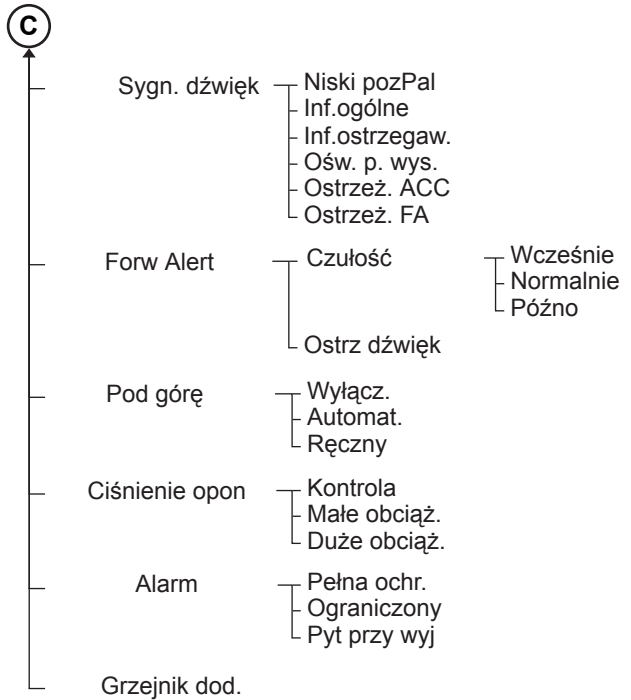 C
Sygn. dźwięk
Niski pozPal
Inf.ogólne
Inf.ostrzegaw.
Ośw. p. wys.
Ostrzeż. ACC
Ostrzeż. FA
Forw Alert
Czułość
Wcześnie
Normalnie
Późno
Ostrz dźwięk
Pod górę
Wyłącz.
Automat.
Ręczny
Ciśnienie opon
Kontrola
Małe obciąż.
Duże obciąż.
Alarm
Pełna ochr.
Ograniczony
Pyt przy wyj
Grzejnik dod.